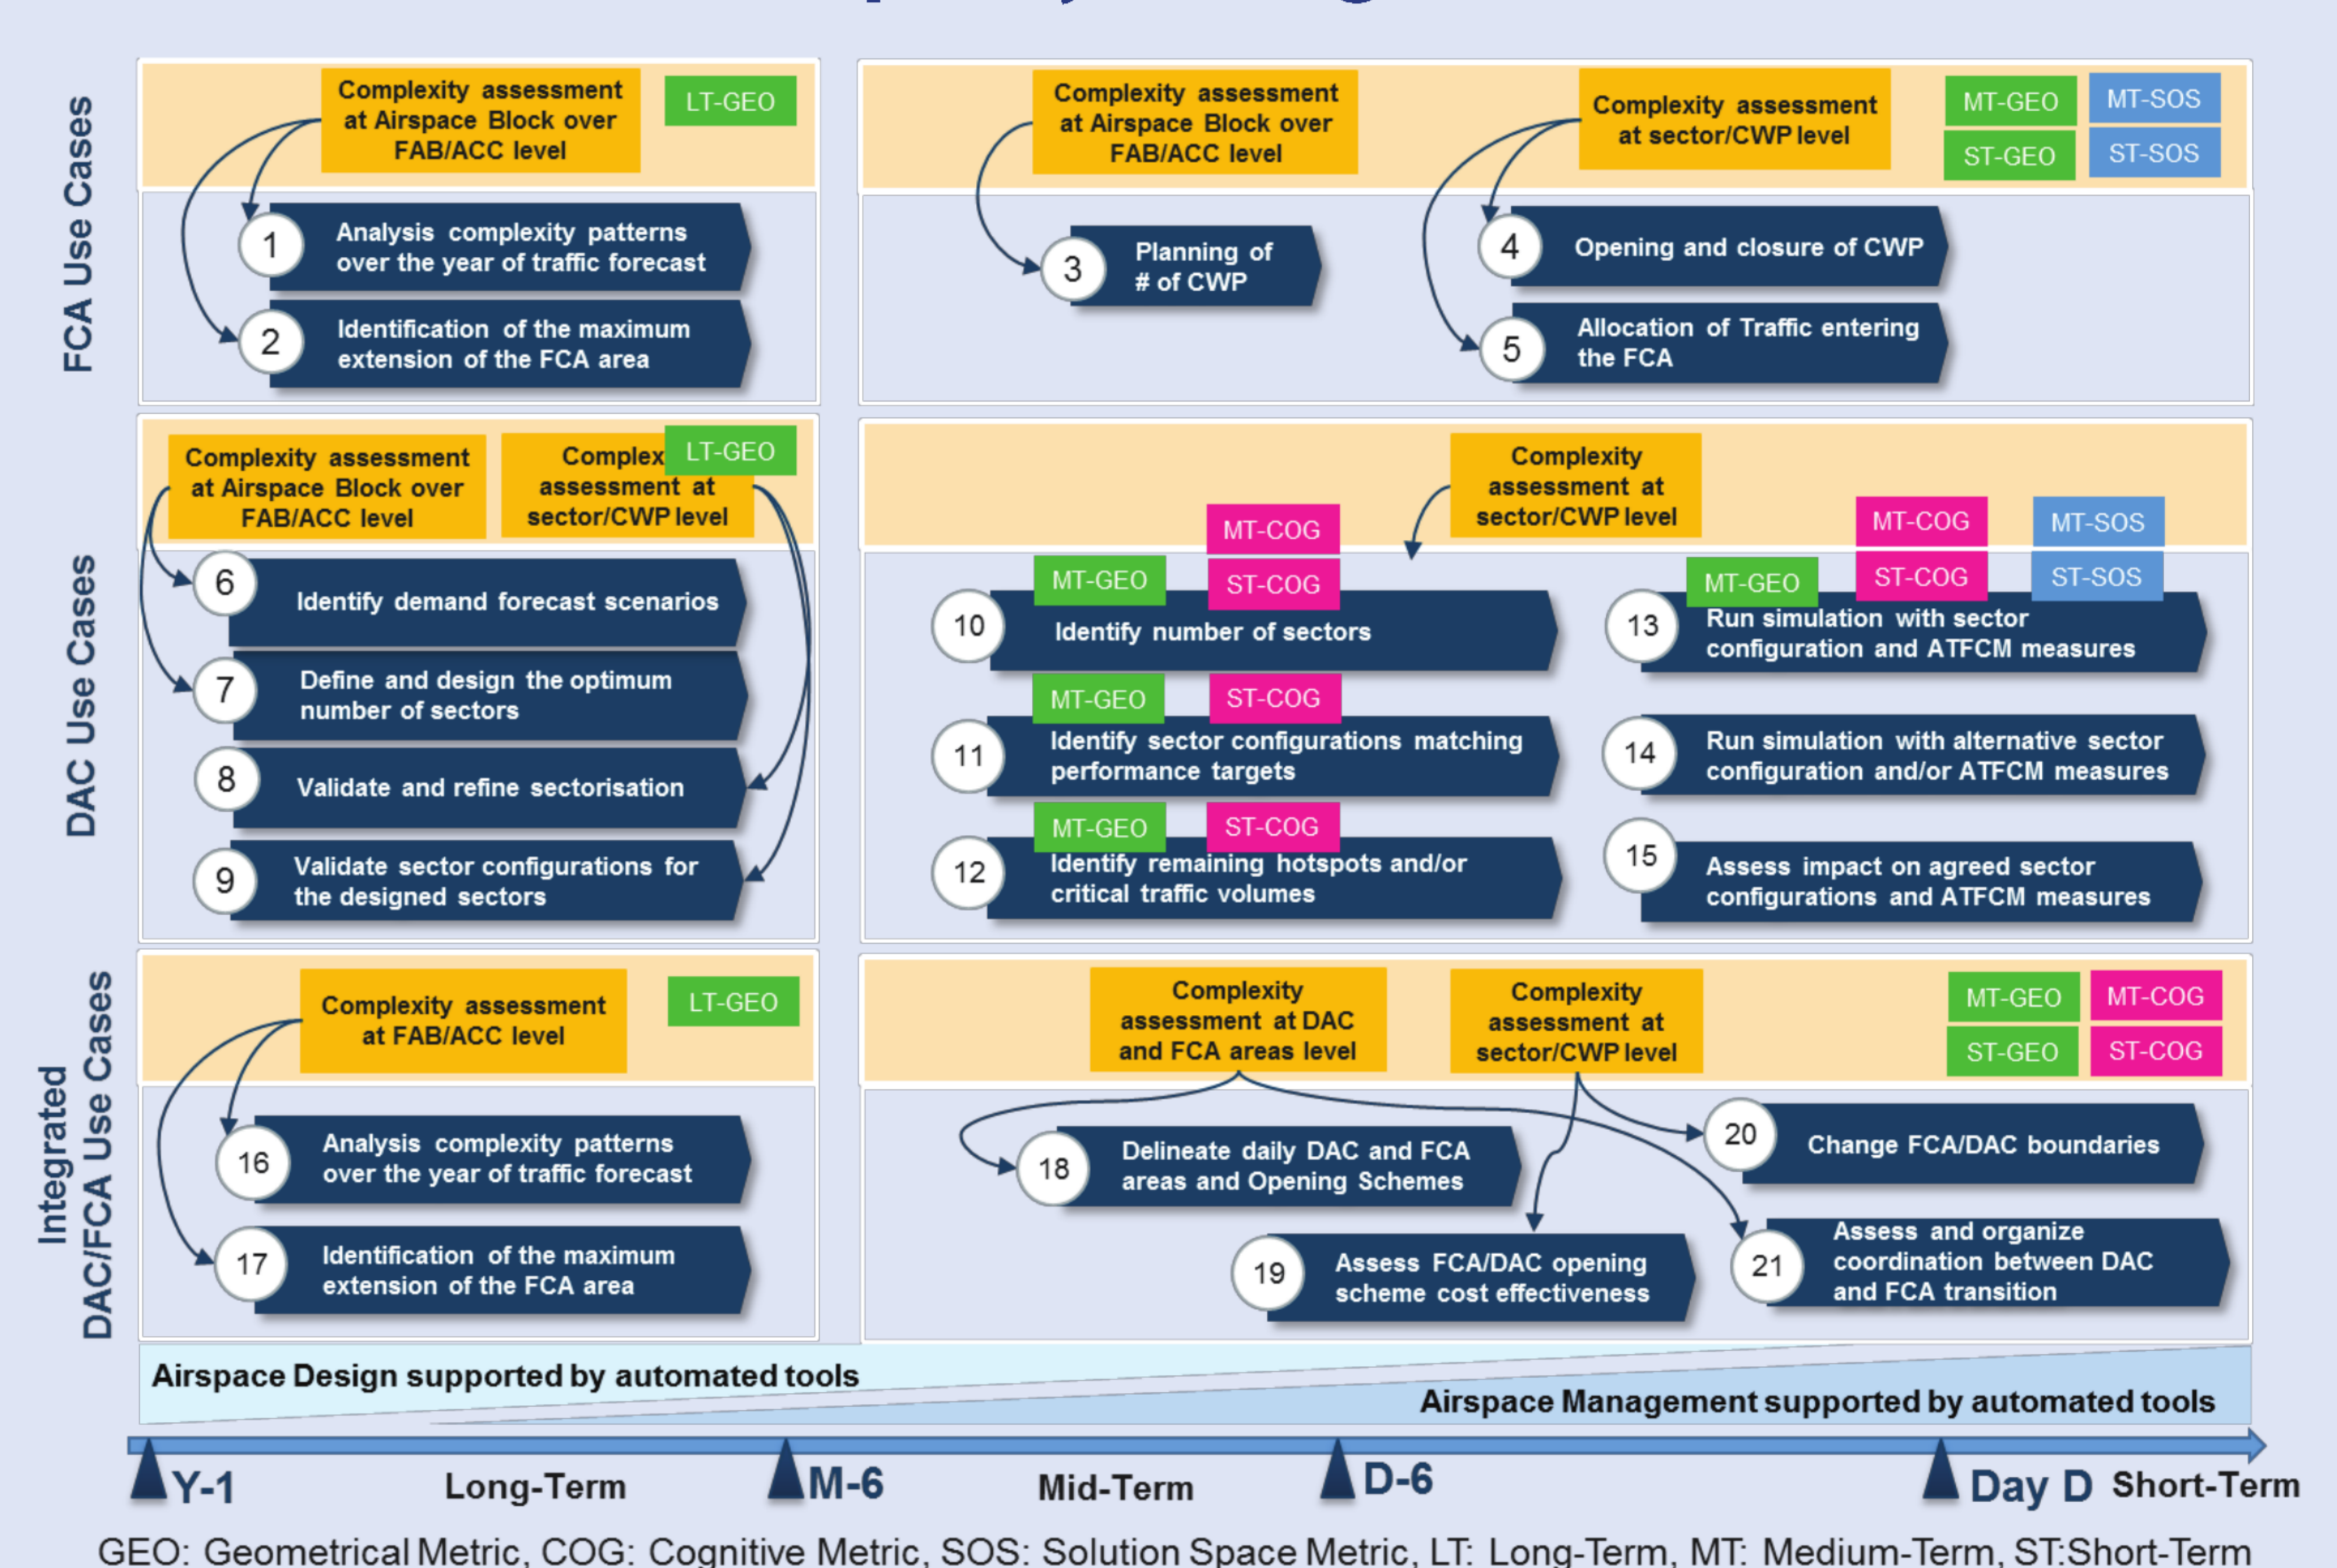 FCA Use Cases
Complexity assessment
at Airspace Block over
FAB/ACC level
LT-GEO
1
Analysis complexity patterns
over the year of traffic forecast
2
Identification of the maximum
extension of the FCA area
Complexity assessment
at Airspace Block over
FAB/ACC level
Complexity assessment
at sector/CWP level
MT-GEO
MT-SOS
ST-GEO
ST-SOS
3
Planning of
# of CWP
4
Opening and closure of CWP
5
Allocation of Traffic entering
the FCA
DAC Use Cases
Complexity assessment
at Airspace Block over
FAB/ACC level
Complex
assessment at
sector/CWP level
LT-GEO
6
Identify demand forecast scenarios
7
Define and design the optimum
number of sectors
8
Validate and refine sectorisation
9
Validate sector configurations for
the designed sectors
Complexity
assessment at
sector/CWP level
MT-GEO
MT-COG
ST-COG
10
Identify number of sectors
MT-GEO
ST-COG
11
Identify sector configurations matching
performance targets
MT-GEO
ST-COG
12
Identify remaining hotspots and/or
critical traffic volumes
MT-GEO
MT-COG
ST-COG
MT-SOS
ST-SOS
13
Run simulation with sector
configuration and ATFCM measures
14
Run simulation with alternative sector
configuration and/or ATFCM measures
15
Assess impact on agreed sector
configurations and ATFCM measures
Integrated
DAC/FCA Use Cases
Complexity assessment
at FAB/ACC level
LT-GEO
16
Analysis complexity patterns
over the year of traffic forecast
17
Identification of the maximum
extension of the FCA area
Complexity
assessment at DAC
and FCA areas level
Complexity
assessment at
sector/CWP level
MT-GEO
MT-COG
ST-GEO
ST-COG
18
Delineate daily DAC and FCA
areas and Opening Schemes
19
Assess FCA/DAC opening
scheme cost effectiveness
20
Change FCA/DAC boundaries
21
Assess and organize
coordination between DAC
and FCA transition
Airspace Design supported by automated tools
Airspace Management supported by automated tools
Y-1
Long-Term
M-6
Mid-Term
D-6
Day D
Short-Term
GEO: Geometrical Metric, COG: Cognitive Metric, SOS: Solution Space Metric, LT: Long-Term, MT: Medium-Term, ST:Short-Term